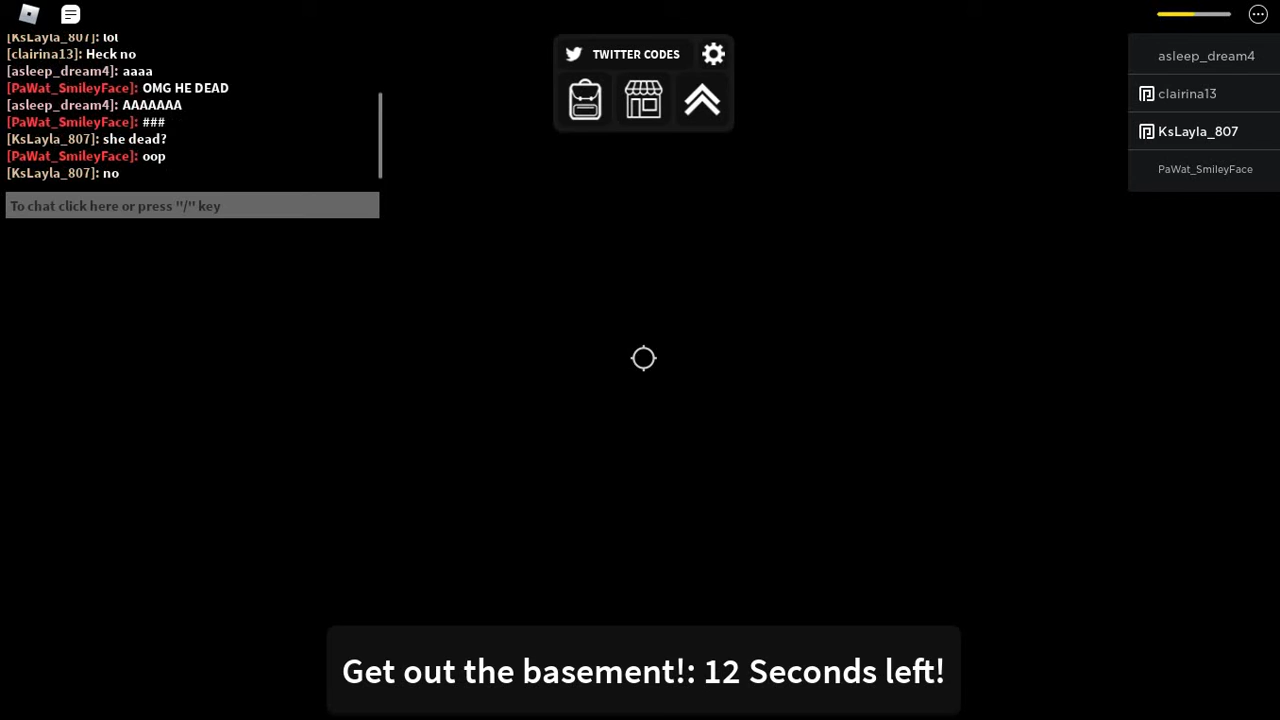 [KsLayla_807]: lol
[clairina13]: Heck no
[asleep_dream4]: aaaa
[PaWat_SmileyFace]: OMG HE DEAD
[asleep_dream4]: AAAAAAA
[PaWat_SmileyFace]: ###
[KsLayla_807]: she dead?
[PaWat_SmileyFace]: oop
[KsLayla_807]: no
To chat click here or press "/" key
TWITTER CODES
asleep_dream4
clairina13
KsLayla_807
PaWat_SmileyFace
Get out the basement!: 12 Seconds left!